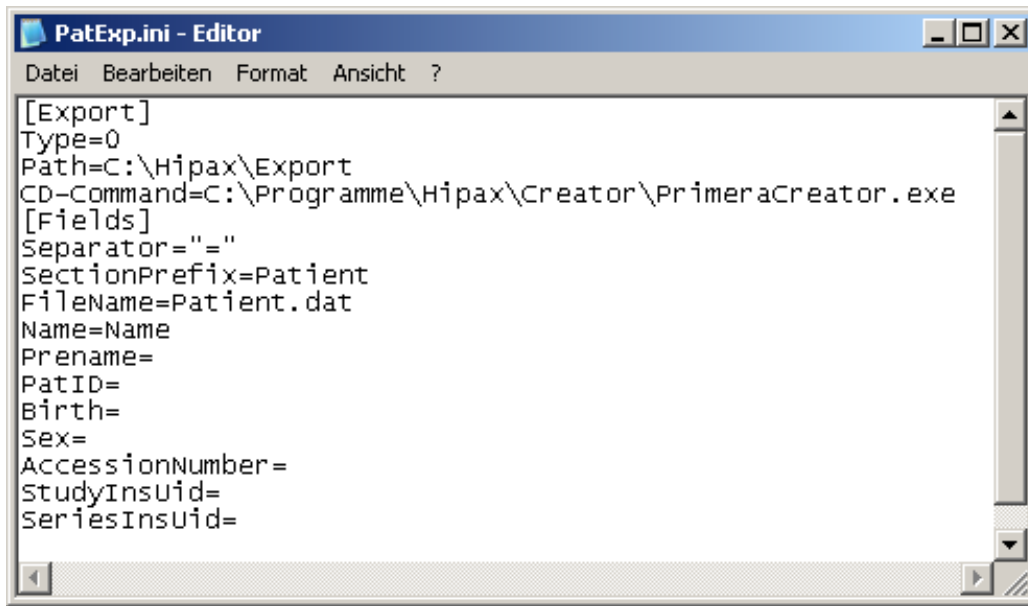 PatExp.ini - Editor
Datei Bearbeiten Format Ansicht ?
[Export]
Type=0
Path=C:\Hipax\Export
CD-Command=C:\Programme\Hipax\Creator\PrimeraCreator.exe
[Fields]
Separator="="
SectionPrefix=Patient
FileName=Patient.dat
Name=Name
Prename=
PatID=
Birth=
Sex=
AccessionNumber=
StudyInsUid=
SeriesInsUid=